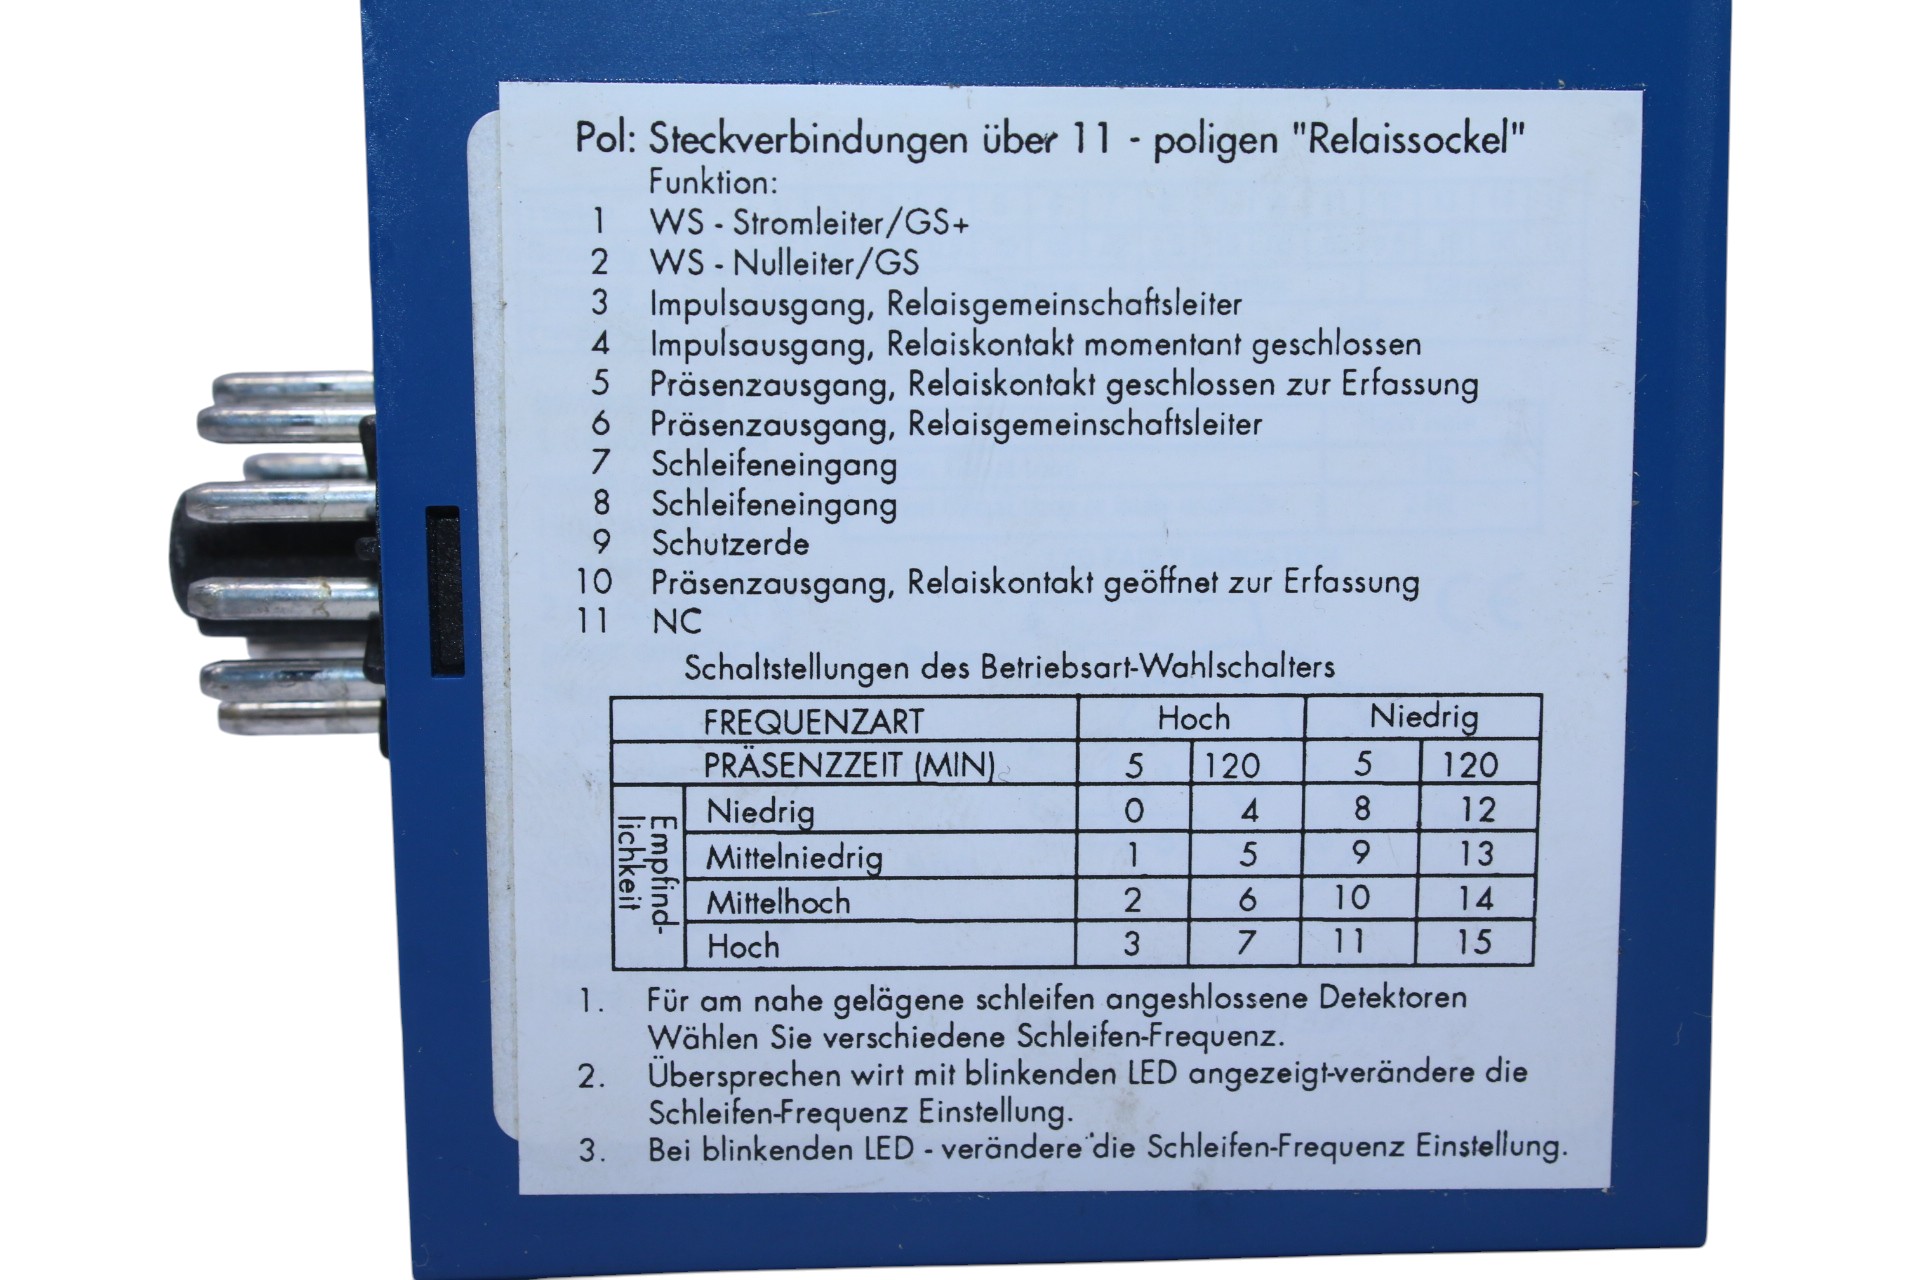 Pol: Steckverbindungen über 11 - poligen "Relaissockel"
Funktion:
1 WS - Stromleiter/GS+
2 WS - Nulleiter/GS
3 Impulsausgang, Relaisgemeinschaftsleiter
4 Impulsausgang, Relaiskontakt momentant geschlossen
5 Präsenzausgang, Relaiskontakt geschlossen zur Erfassung
6 Präsenzausgang, Relaisgemeinschaftsleiter
7 Schleifeneingang
8 Schleifeneingang
9 Schutzerde
10 Präsenzausgang, Relaiskontakt geöffnet zur Erfassung
11 NC
Schaltstellungen des Betriebsart-Wahlschalters
FREQUENZART Hoch Niedrig
PRÄSENZZEIT (MIN) 5 120 5 120
Empfind-
lichkeit
Niedrig 0 4 8 12
Mittelniedrig 1 5 9 13
Mittelhoch 2 6 10 14
Hoch 3 7 11 15
1. Für am nahe gelägene schleifen angeshlossene Detektoren
Wählen Sie verschiedene Schleifen-Frequenz.
2. Übersprechen wirt mit blinkenden LED angezeigt-verändere die
Schleifen-Frequenz Einstellung.
3. Bei blinkenden LED - verändere die Schleifen-Frequenz Einstellung.